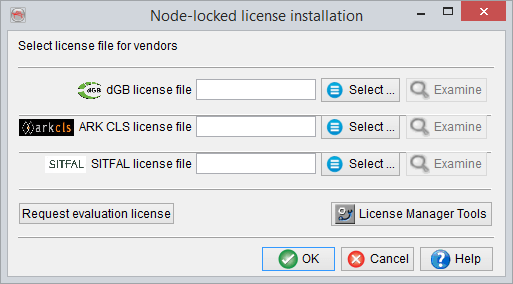 Node-locked license installation
Select license file for vendors
dGB dGB license file Select ... Examine
arkcls ARK CLS license file Select ... Examine
SITFAL SITFAL license file Select ... Examine
Request evaluation license License Manager Tools
OK Cancel Help